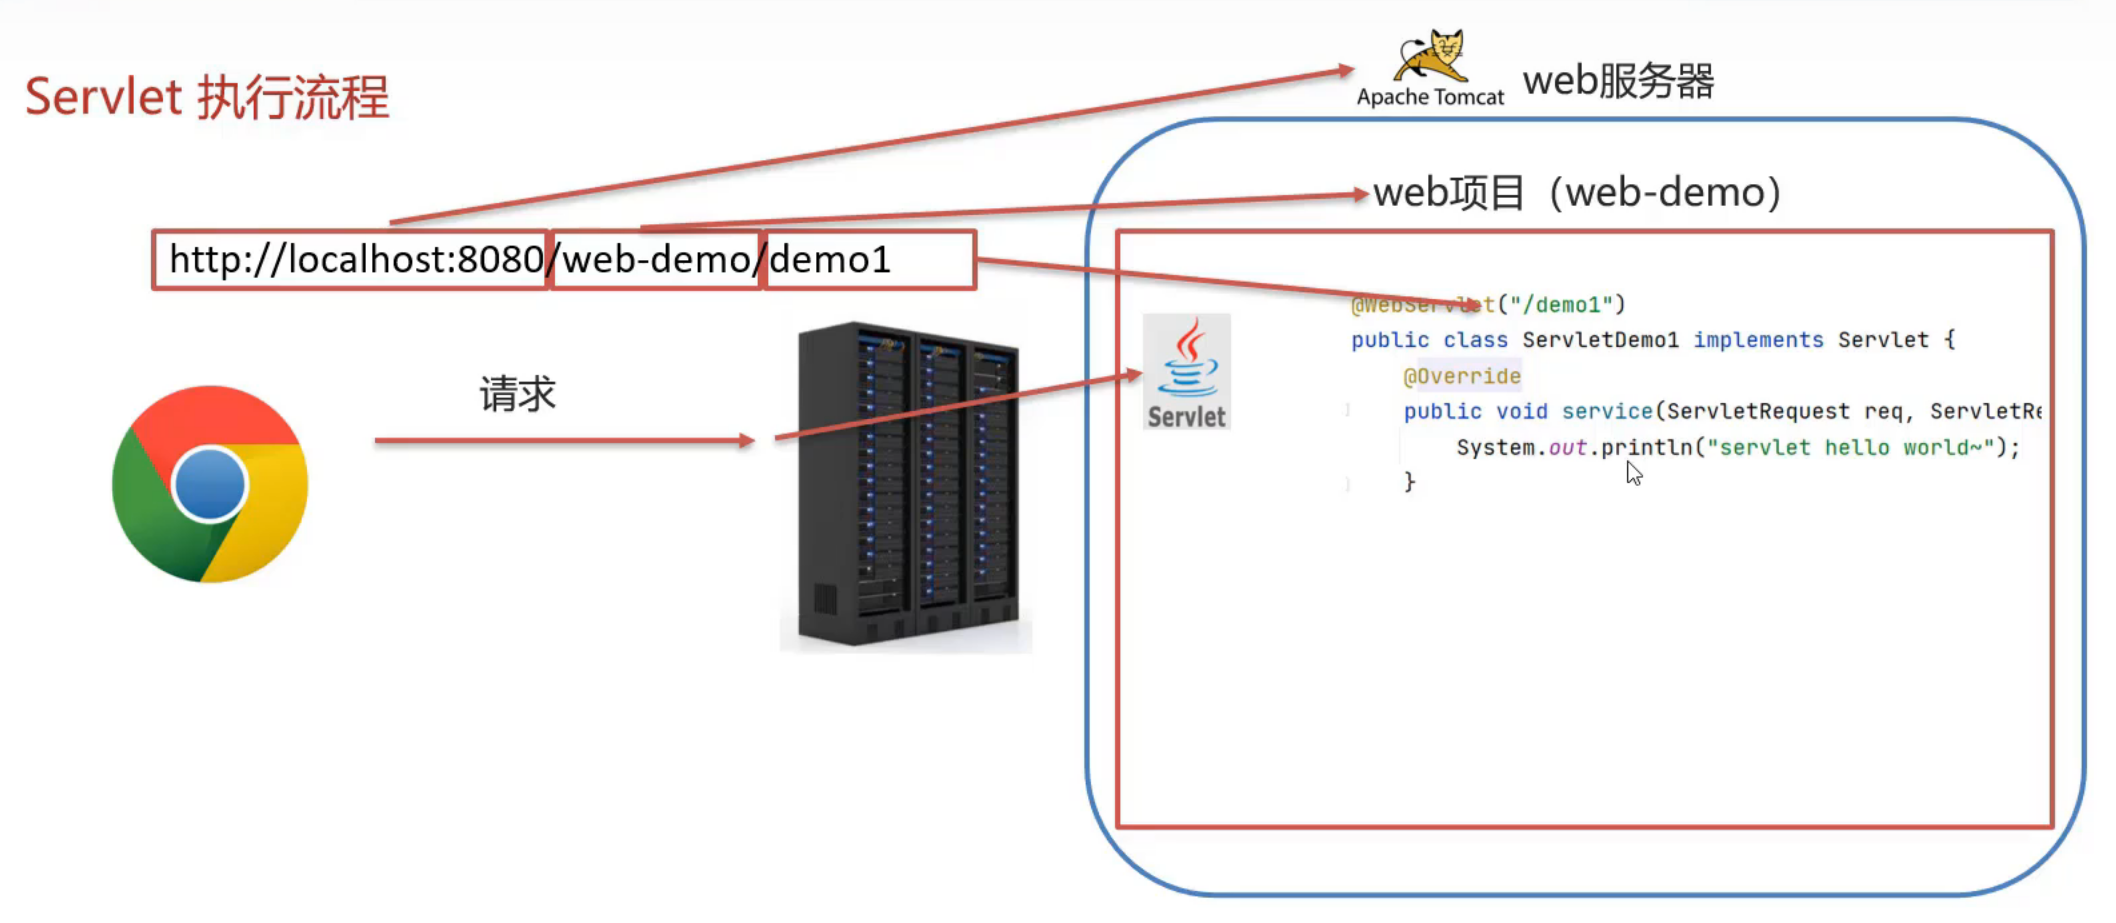 Servlet 执行流程
Apache Tomcat
web服务器
web项目（web-demo）
http://localhost:8080/web-demo/demo1
请求
Servlet
@WebServlet("/demo1")
public class ServletDemo1 implements Servlet {
@Override
public void service(ServletRequest req, ServletRe
System.out.println("servlet hello world~");
}